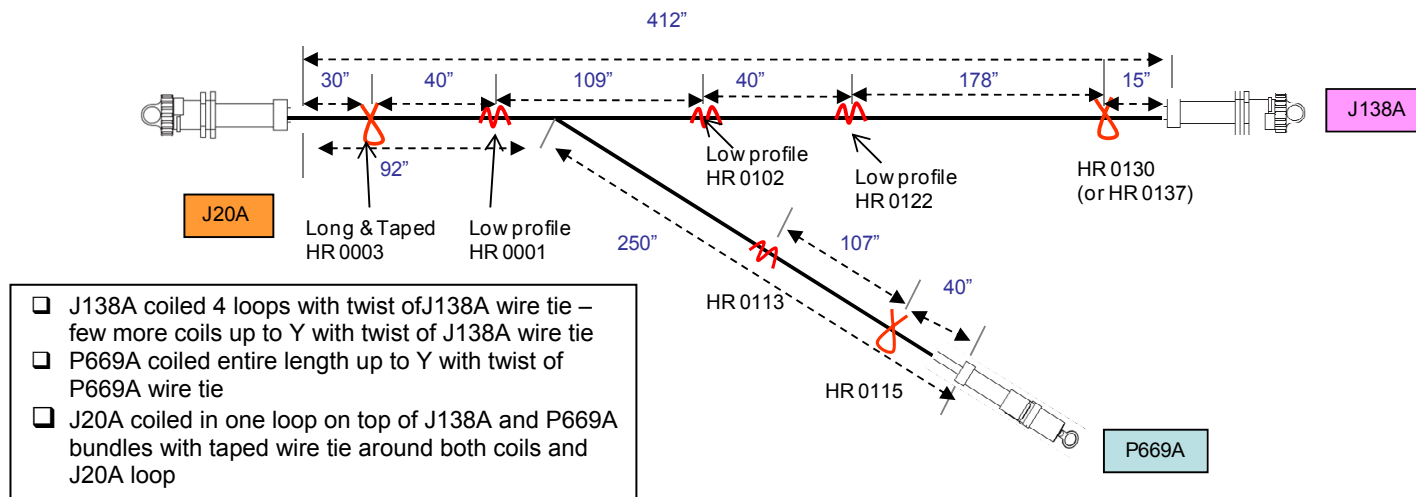 412”
30”
40”
109”
40”
178”
15”
J138A
92”
Low profile
HR 0102
Low profile
HR 0122
HR 0130
(or HR 0137)
J20A
Long & Taped
HR 0003
Low profile
HR 0001
250”
107”
40”
HR 0113
HR 0115
P669A
J138A coiled 4 loops with twist ofJ138A wire tie –
few more coils up to Y with twist of J138A wire tie
P669A coiled entire length up to Y with twist of
P669A wire tie
J20A coiled in one loop on top of J138A and P669A
bundles with taped wire tie around both coils and
J20A loop